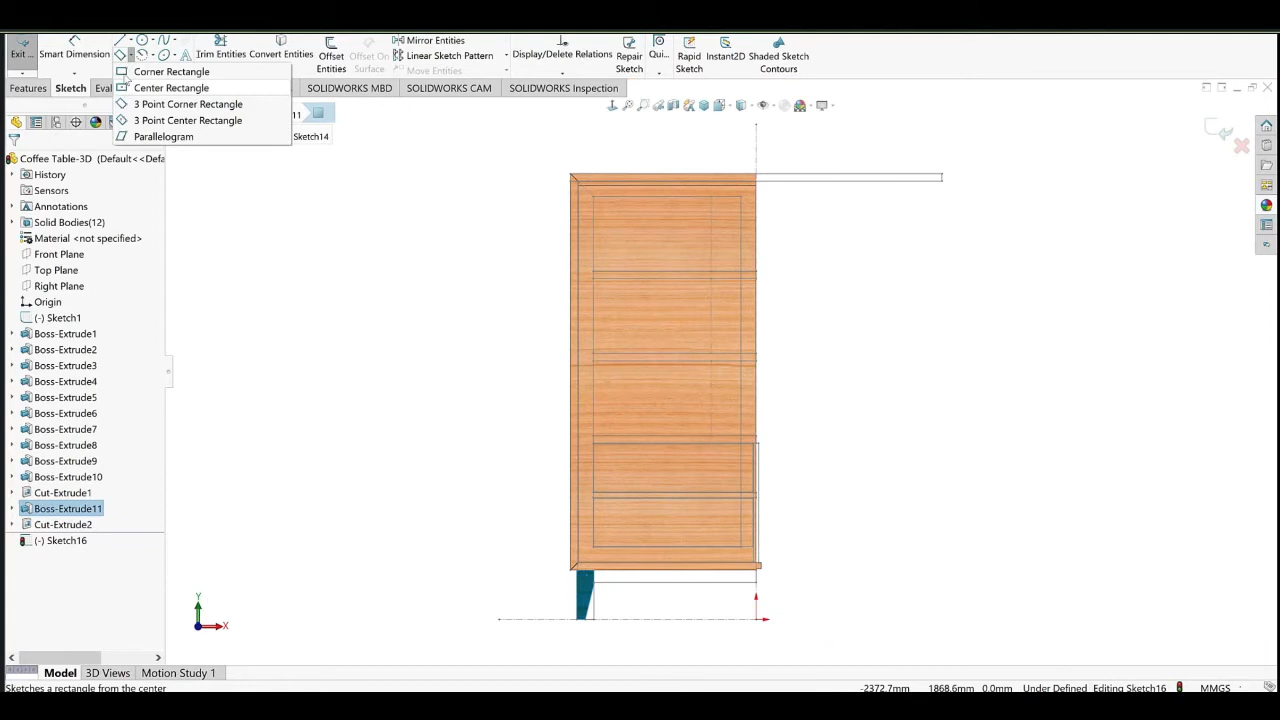 Mirror Entities
Exit ... Smart Dimension Trim Entities Convert Entities Offset Entities Offset On Surface Linear Sketch Pattern Display/Delete Relations Repair Sketch Qui... Rapid Sketch Instant2D Shaded Sketch Contours
Move Entities
Corner Rectangle
Center Rectangle
3 Point Corner Rectangle
3 Point Center Rectangle
Parallelogram
Features Sketch Eval SOLIDWORKS MBD SOLIDWORKS CAM SOLIDWORKS Inspection
11
Sketch14
Coffee Table-3D (Default<<Defa
History
Sensors
Annotations
Solid Bodies(12)
Material <not specified>
Front Plane
Top Plane
Right Plane
Origin
(-) Sketch1
Boss-Extrude1
Boss-Extrude2
Boss-Extrude3
Boss-Extrude4
Boss-Extrude5
Boss-Extrude6
Boss-Extrude7
Boss-Extrude8
Boss-Extrude9
Boss-Extrude10
Cut-Extrude1
Boss-Extrude11
Cut-Extrude2
(-) Sketch16
Y
X
Model 3D Views Motion Study 1
Sketches a rectangle from the center -2372.7mm 1868.6mm 0.0mm Under Defined Editing Sketch16 MMGS